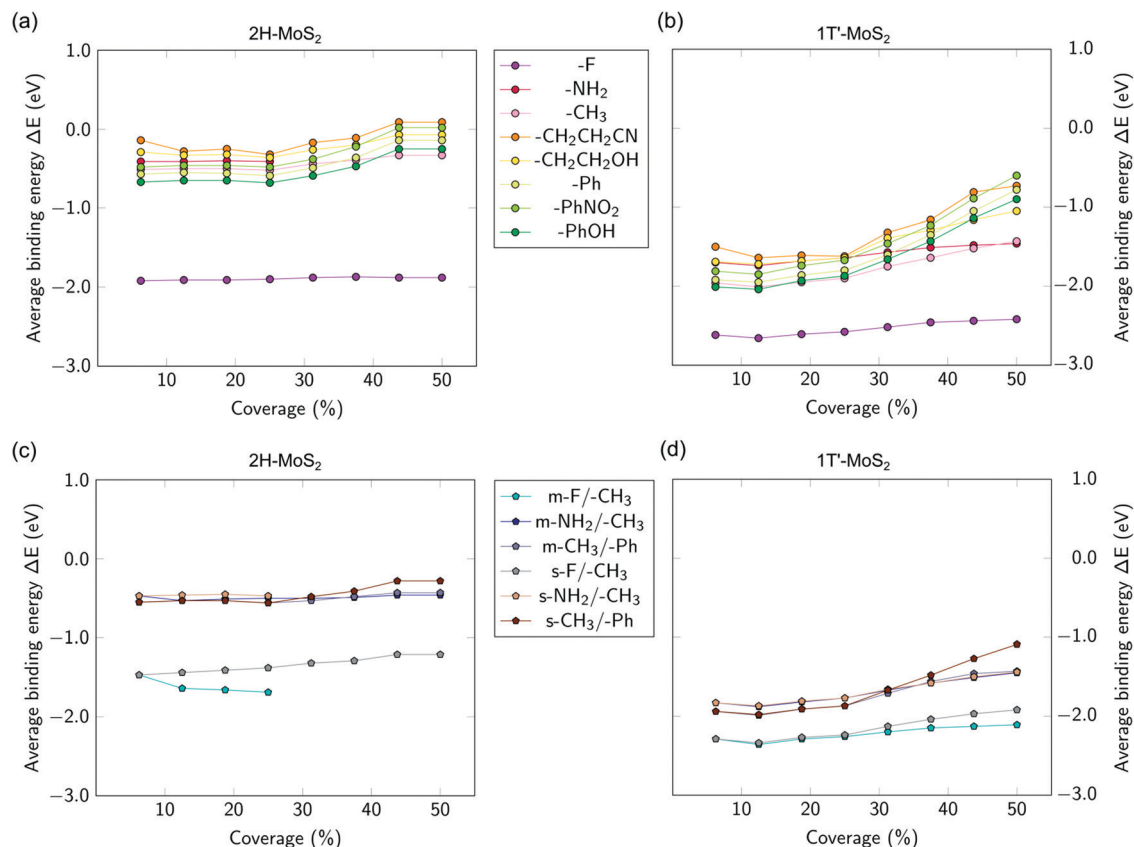 (a)
2H-MoS₂
Average binding energy ΔE (eV)
1.0
0.0
−1.0
−2.0
−3.0
10 20 30 40 50
Coverage (%)
-F
-NH₂
-CH₃
-CH₂CH₂CN
-CH₂CH₂OH
-Ph
-PhNO₂
-PhOH
(b)
1T'-MoS₂
1.0
0.0
−1.0
−2.0
−3.0
Average binding energy ΔE (eV)
10 20 30 40 50
Coverage (%)
(c)
2H-MoS₂
Average binding energy ΔE (eV)
1.0
0.0
−1.0
−2.0
−3.0
10 20 30 40 50
Coverage (%)
m-F/-CH₃
m-NH₂/-CH₃
m-CH₃/-Ph
s-F/-CH₃
s-NH₂/-CH₃
s-CH₃/-Ph
(d)
1T'-MoS₂
1.0
0.0
−1.0
−2.0
−3.0
Average binding energy ΔE (eV)
10 20 30 40 50
Coverage (%)